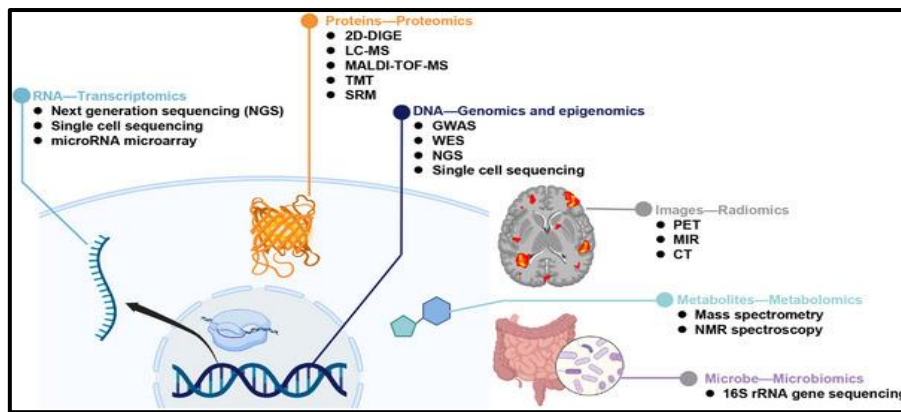 Proteins—Proteomics
● 2D-DIGE
● LC-MS
● MALDI-TOF-MS
● TMT
● SRM
RNA—Transcriptomics
● Next generation sequencing (NGS)
● Single cell sequencing
● microRNA microarray
DNA—Genomics and epigenomics
● GWAS
● WES
● NGS
● Single cell sequencing
Images—Radiomics
● PET
● MIR
● CT
Metabolites—Metabolomics
● Mass spectrometry
● NMR spectroscopy
Microbe—Microbiomics
● 16S rRNA gene sequencing